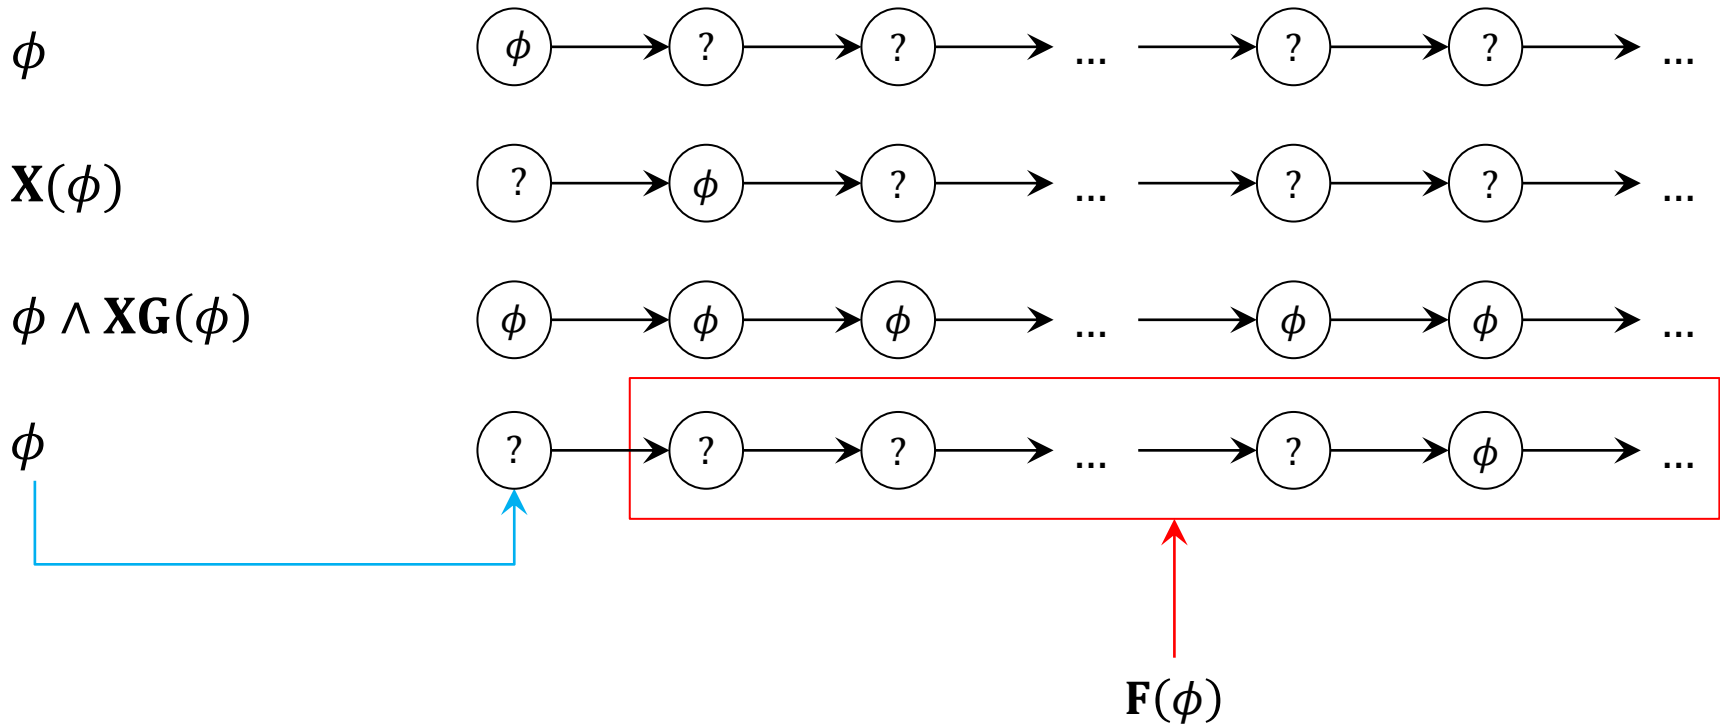 ϕ ϕ ? ? ... ? ? ...
X(ϕ) ? ϕ ? ... ? ? ...
ϕ ∧ XG(ϕ) ϕ ϕ ϕ ... ϕ ϕ ...
ϕ ? ? ? ... ? ϕ ...
F(ϕ)